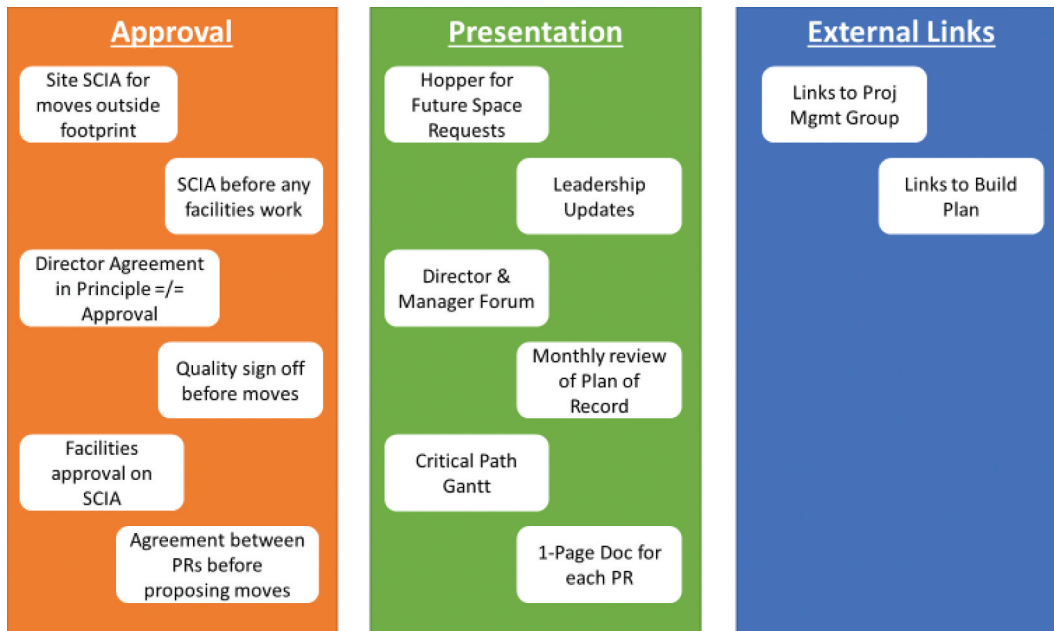 Approval
Site SCIA for
moves outside
footprint
SCIA before any
facilities work
Director Agreement
in Principle =/=
Approval
Quality sign off
before moves
Facilities
approval on
SCIA
Agreement between
PRs before
proposing moves
Presentation
Hopper for
Future Space
Requests
Leadership
Updates
Director &
Manager Forum
Monthly review
of Plan of
Record
Critical Path
Gantt
1-Page Doc for
each PR
External Links
Links to Proj
Mgmt Group
Links to Build
Plan